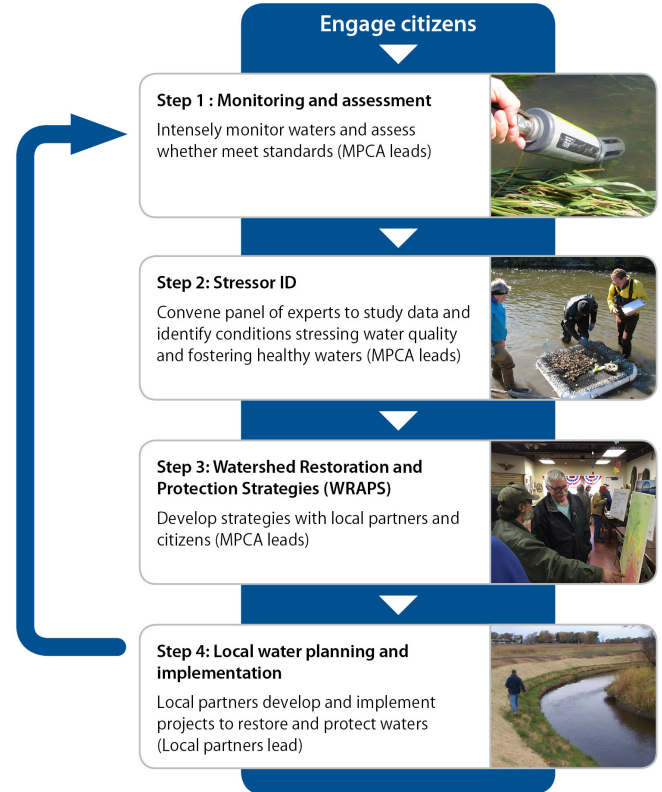 Engage citizens
Step 1 : Monitoring and assessment
Intensely monitor waters and assess
whether meet standards (MPCA leads)
Step 2: Stressor ID
Convene panel of experts to study data and
identify conditions stressing water quality
and fostering healthy waters (MPCA leads)
Step 3: Watershed Restoration and
Protection Strategies (WRAPS)
Develop strategies with local partners and
citizens (MPCA leads)
Step 4: Local water planning and
implementation
Local partners develop and implement
projects to restore and protect waters
(Local partners lead)